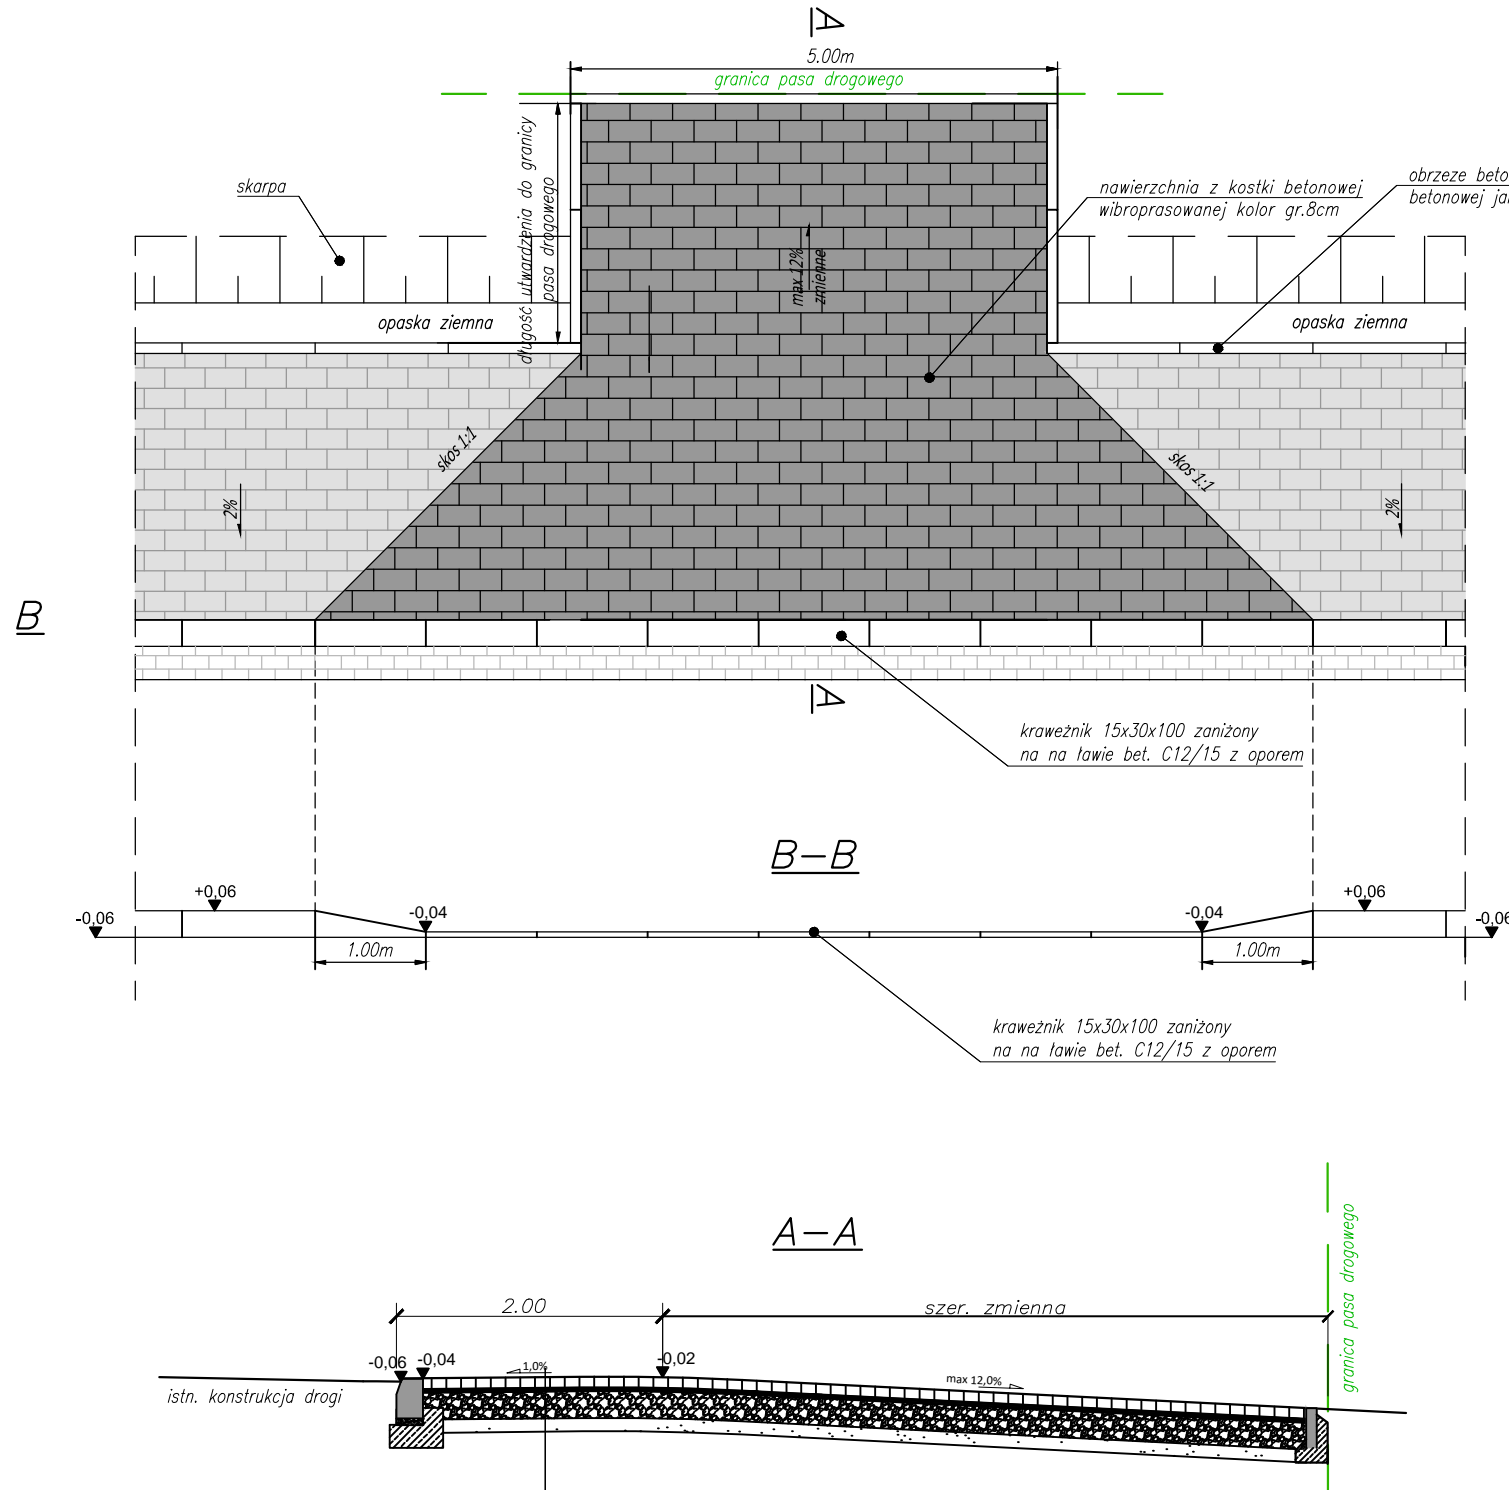 A
5.00m
granica pasa drogowego
długość utwardzenia do granicy
pasa drogowego
skarpa
nawierzchnia z kostki betonowej
wibroprasowanej kolor gr.8cm
obrzeze beto
betonowej ja
max 12%
zmienne
opaska ziemna
opaska ziemna
skos 1:1
skos 1:1
2%
2%
B
A
kraweżnik 15x30x100 zaniżony
na na ławie bet. C12/15 z oporem
B-B
+0,06
-0,06
-0,04
-0,04
+0,06
-0,06
1.00m
1.00m
kraweżnik 15x30x100 zaniżony
na na ławie bet. C12/15 z oporem
A-A
granica pasa drogowego
2.00
szer. zmienna
-0,06
-0,04
-0,02
1,0%
max 12,0%
istn. konstrukcja drogi